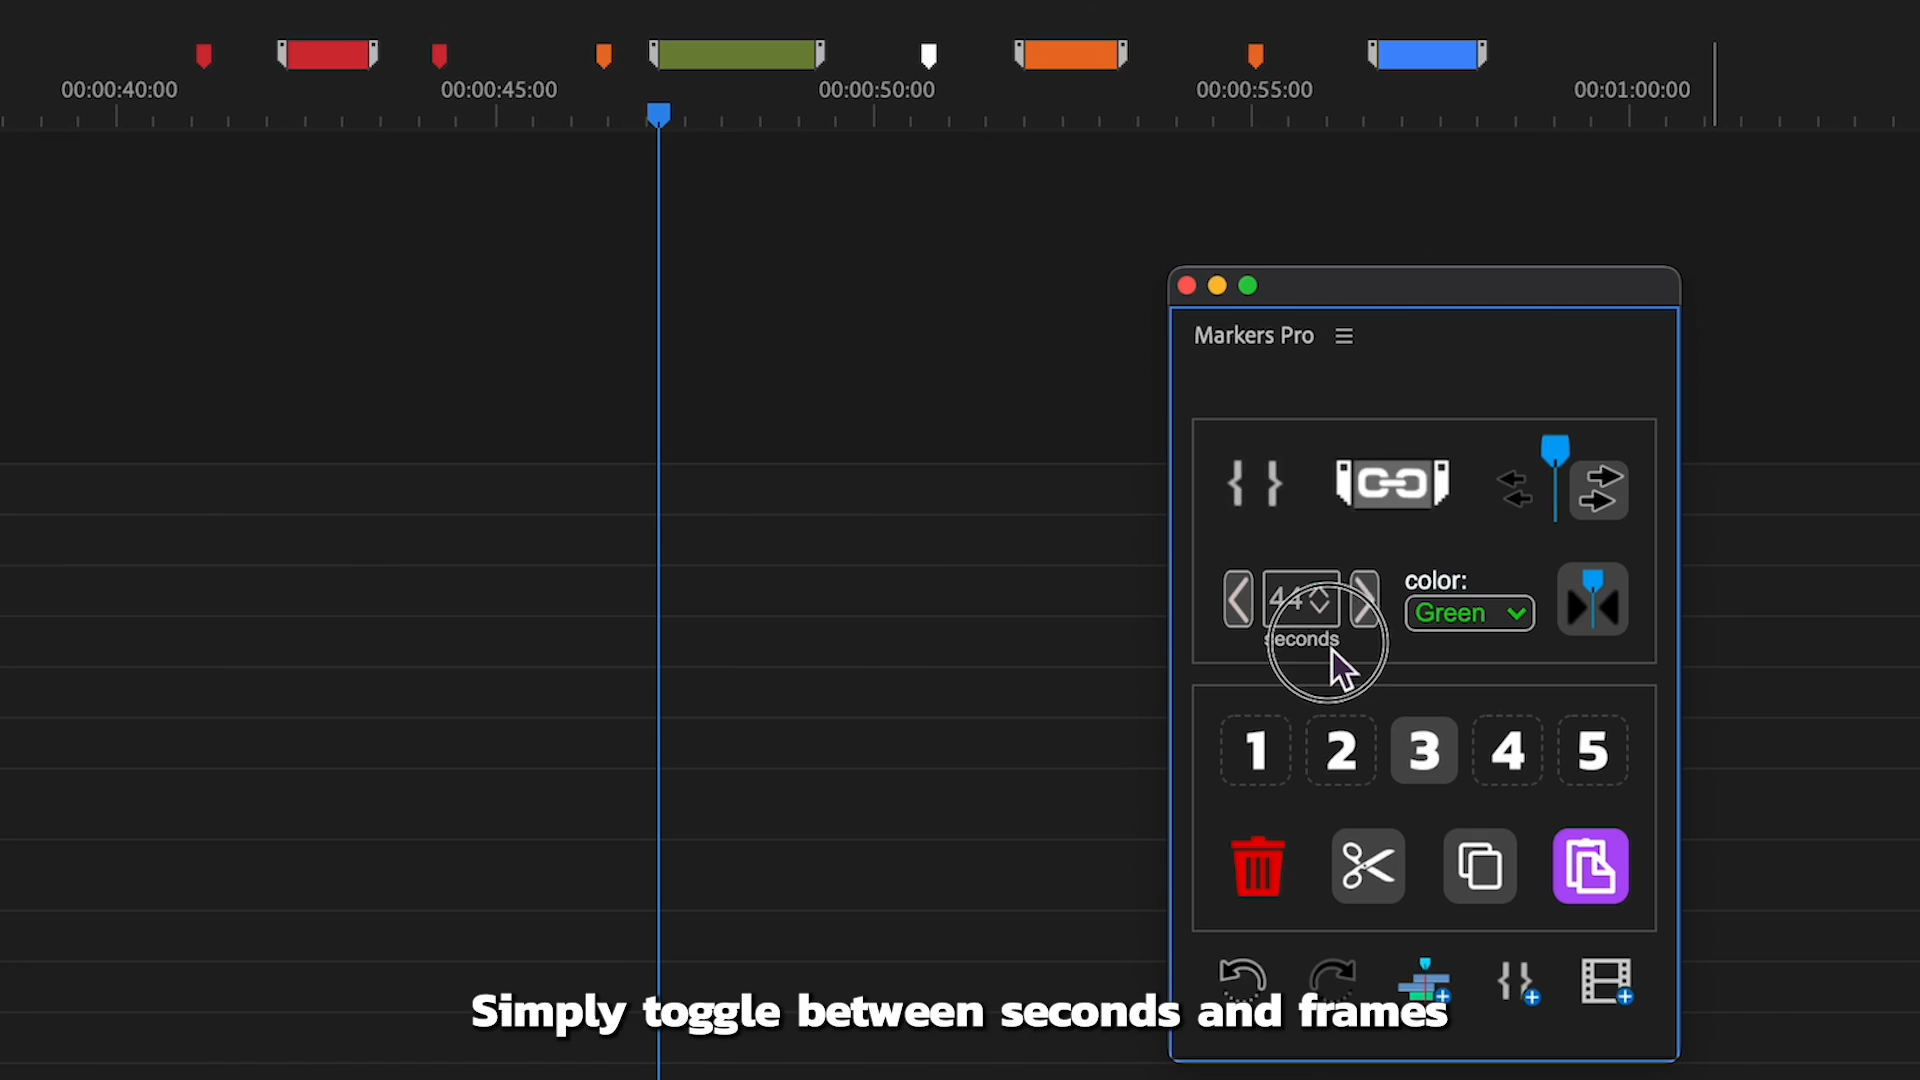 00:00:40:00
00:00:45:00
00:00:50:00
00:00:55:00
00:01:00:00
Markers Pro
44
seconds
color:
Green
1 2 3 4 5
Simply toggle between seconds and frames